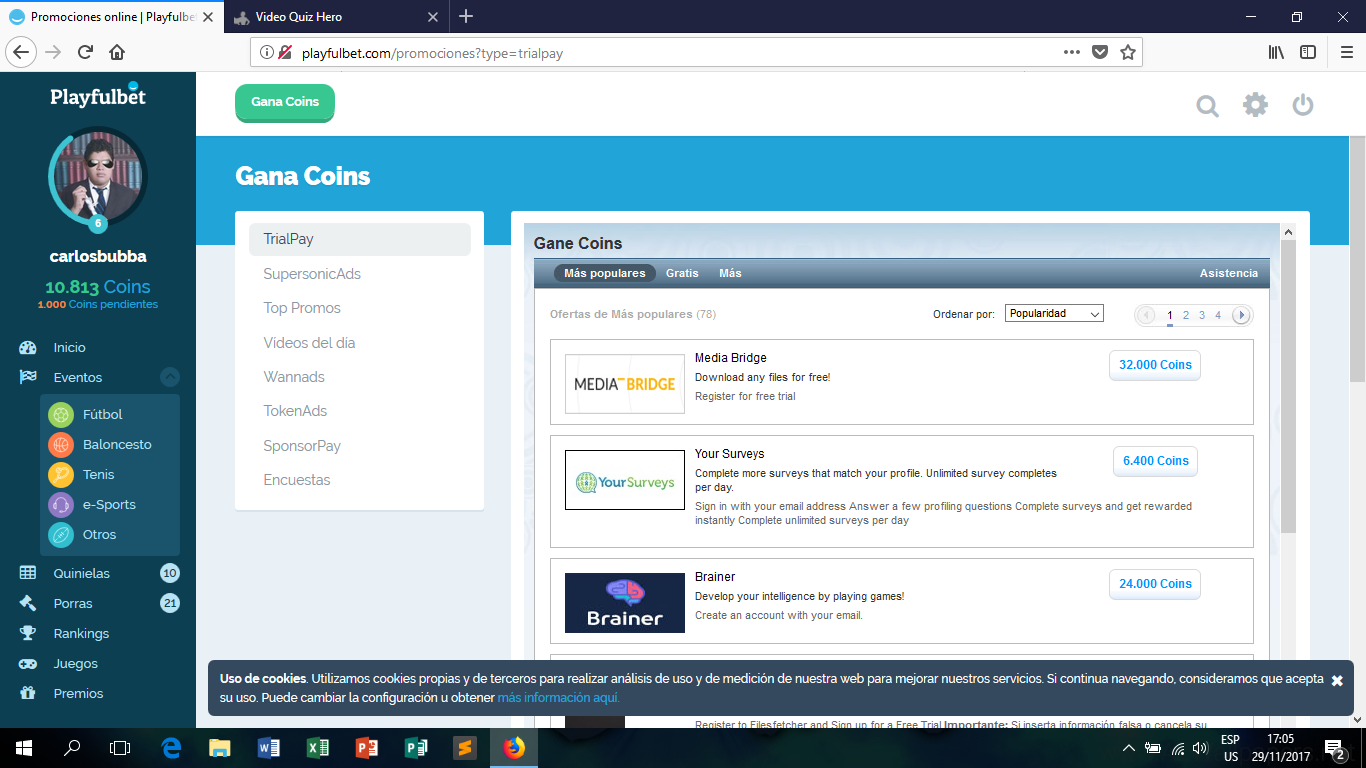 Promociones online | Playfulbe
Video Quiz Hero
playfulbet.com/promociones?type=trialpay
Playfulbet
Gana Coins
6
carlosbubba
10.813 Coins
1.000 Coins pendientes
Inicio
Eventos
Fútbol
Baloncesto
Tenis
e-Sports
Otros
Quinielas 10
Porras 21
Rankings
Juegos
Premios
Gana Coins
TrialPay
SupersonicAds
Top Promos
Vídeos del día
Wannads
TokenAds
SponsorPay
Encuestas
Gane Coins
Más populares Gratis Más Asistencia
Ofertas de Más populares (78) Ordenar por: Popularidad 1 2 3 4
MEDIA BRIDGE
Media Bridge
32.000 Coins
Download any files for free!
Register for free trial
YourSurveys
Your Surveys
6.400 Coins
Complete more surveys that match your profile. Unlimited survey completes
per day.
Sign in with your email address Answer a few profiling questions Complete surveys and get rewarded
instantly Complete unlimited surveys per day
Brainer
Brainer
24.000 Coins
Develop your intelligence by playing games!
Create an account with your email.
Uso de cookies. Utilizamos cookies propias y de terceros para realizar análisis de uso y de medición de nuestra web para mejorar nuestros servicios. Si continua navegando, consideramos que acepta
su uso. Puede cambiar la configuración u obtener más información aquí.
Register to Filesfetcher and Sign up for a Free Trial Importante: Si inserta información falsa o cancela su
ESP
US
17:05
29/11/2017
2